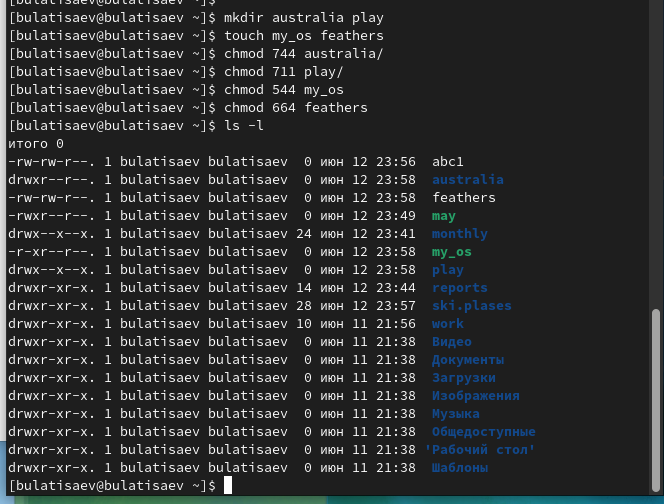 [bulatisaev@bulatisaev ~]$
[bulatisaev@bulatisaev ~]$ mkdir australia play
[bulatisaev@bulatisaev ~]$ touch my_os feathers
[bulatisaev@bulatisaev ~]$ chmod 744 australia/
[bulatisaev@bulatisaev ~]$ chmod 711 play/
[bulatisaev@bulatisaev ~]$ chmod 544 my_os
[bulatisaev@bulatisaev ~]$ chmod 664 feathers
[bulatisaev@bulatisaev ~]$ ls -l
итого 0
-rw-rw-r--. 1 bulatisaev bulatisaev  0 июн 12 23:56  abc1
drwxr--r--. 1 bulatisaev bulatisaev  0 июн 12 23:58  australia
-rw-rw-r--. 1 bulatisaev bulatisaev  0 июн 12 23:58  feathers
-rwxr--r--. 1 bulatisaev bulatisaev  0 июн 12 23:49  may
drwx--x--x. 1 bulatisaev bulatisaev 24 июн 12 23:41  monthly
-r-xr--r--. 1 bulatisaev bulatisaev  0 июн 12 23:58  my_os
drwx--x--x. 1 bulatisaev bulatisaev  0 июн 12 23:58  play
drwxr-xr-x. 1 bulatisaev bulatisaev 14 июн 12 23:44  reports
drwxr-xr-x. 1 bulatisaev bulatisaev 28 июн 12 23:57  ski.plases
drwxr-xr-x. 1 bulatisaev bulatisaev 10 июн 11 21:56  work
drwxr-xr-x. 1 bulatisaev bulatisaev  0 июн 11 21:38  Видео
drwxr-xr-x. 1 bulatisaev bulatisaev  0 июн 11 21:38  Документы
drwxr-xr-x. 1 bulatisaev bulatisaev  0 июн 11 21:38  Загрузки
drwxr-xr-x. 1 bulatisaev bulatisaev  0 июн 11 21:38  Изображения
drwxr-xr-x. 1 bulatisaev bulatisaev  0 июн 11 21:38  Музыка
drwxr-xr-x. 1 bulatisaev bulatisaev  0 июн 11 21:38  Общедоступные
drwxr-xr-x. 1 bulatisaev bulatisaev  0 июн 11 21:38 'Рабочий стол'
drwxr-xr-x. 1 bulatisaev bulatisaev  0 июн 11 21:38  Шаблоны
[bulatisaev@bulatisaev ~]$